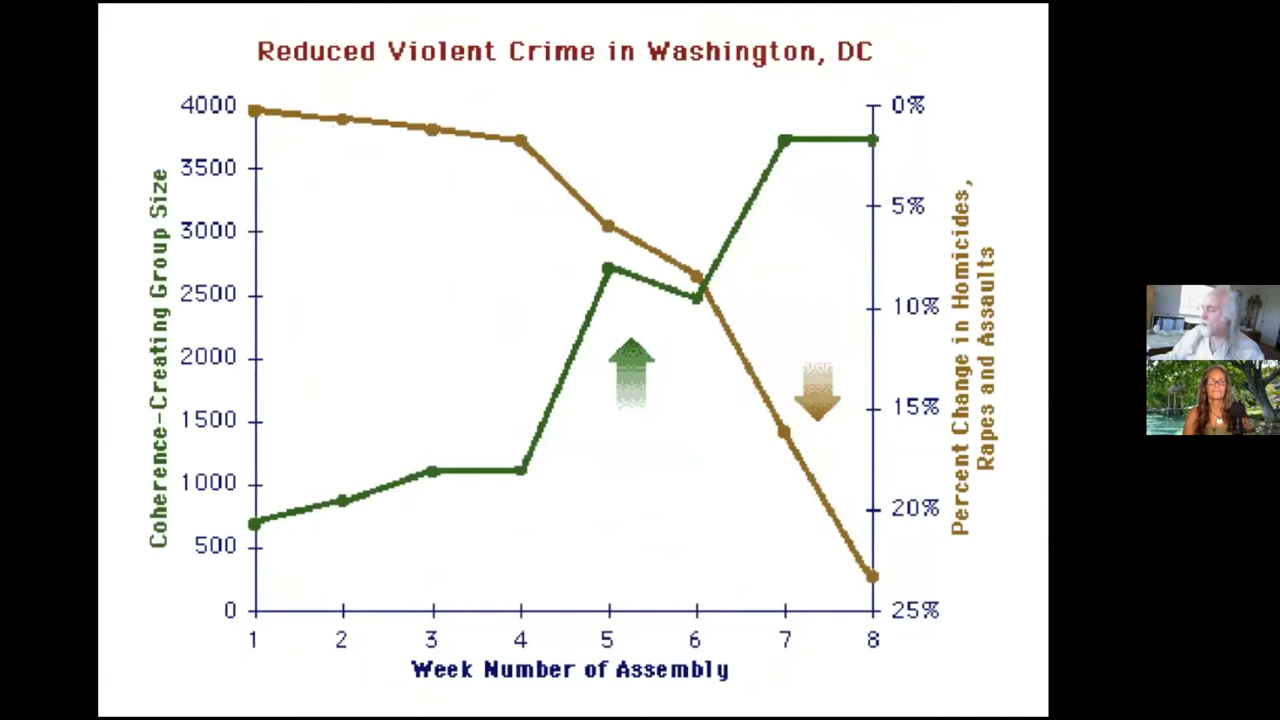 Reduced Violent Crime in Washington, DC
4000
3500
3000
2500
2000
1500
1000
500
0
Coherence-Creating Group Size
0%
5%
10%
15%
20%
25%
Percent Change in Homicides,
Rapes and Assaults
1 2 3 4 5 6 7 8
Week Number of Assembly